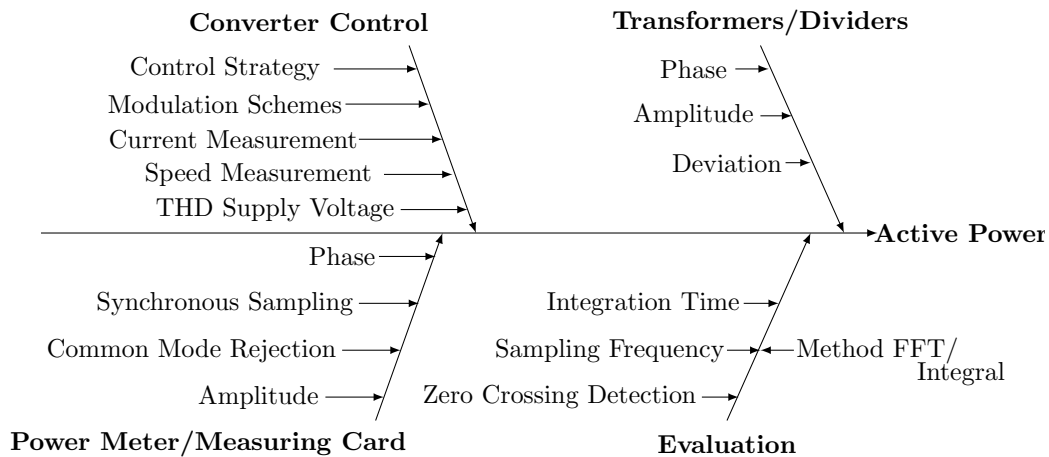 Converter Control
Transformers/Dividers
Control Strategy
Modulation Schemes
Current Measurement
Speed Measurement
THD Supply Voltage
Phase
Amplitude
Deviation
Active Power
Phase
Synchronous Sampling
Common Mode Rejection
Amplitude
Integration Time
Sampling Frequency
Method FFT/
Integral
Zero Crossing Detection
Power Meter/Measuring Card
Evaluation